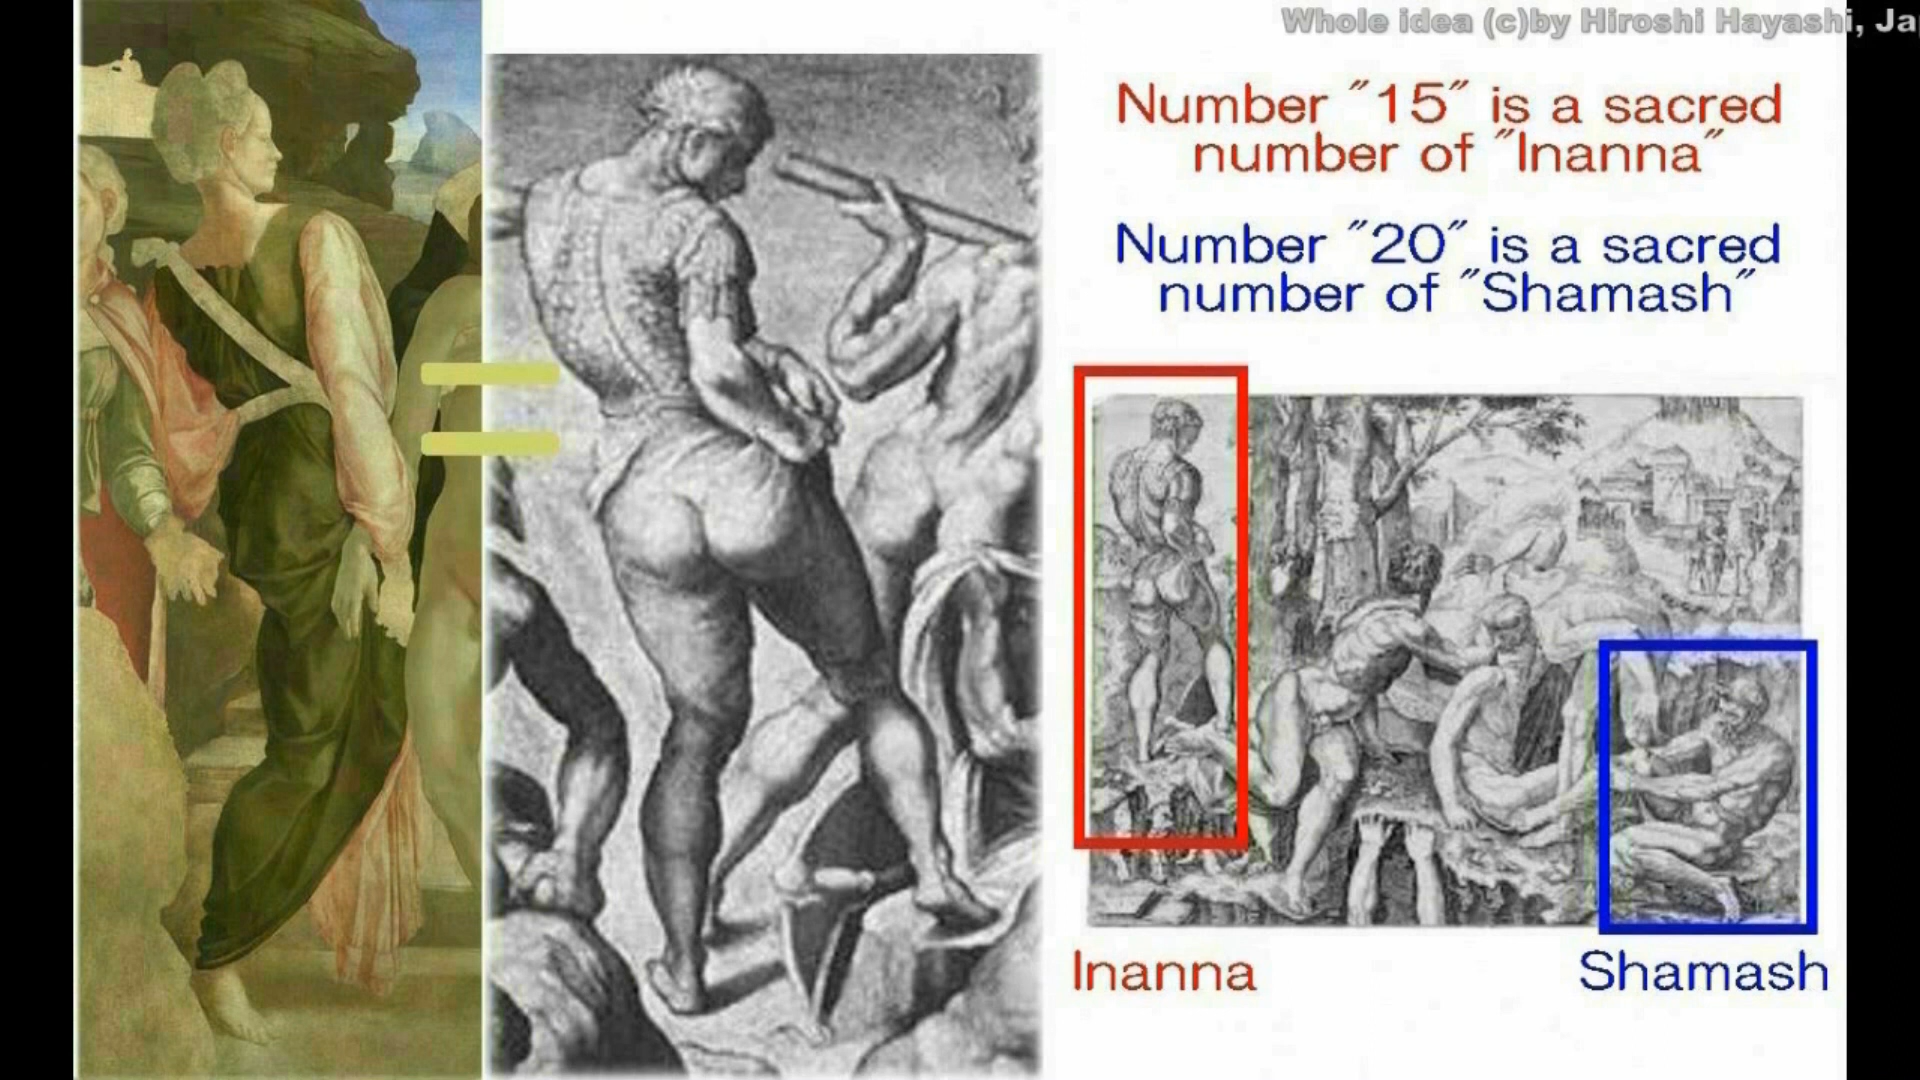 Whole idea (c)by Hiroshi Hayashi, Ja
Number "15" is a sacred
number of "Inanna"
Number "20" is a sacred
number of "Shamash"
Inanna
Shamash